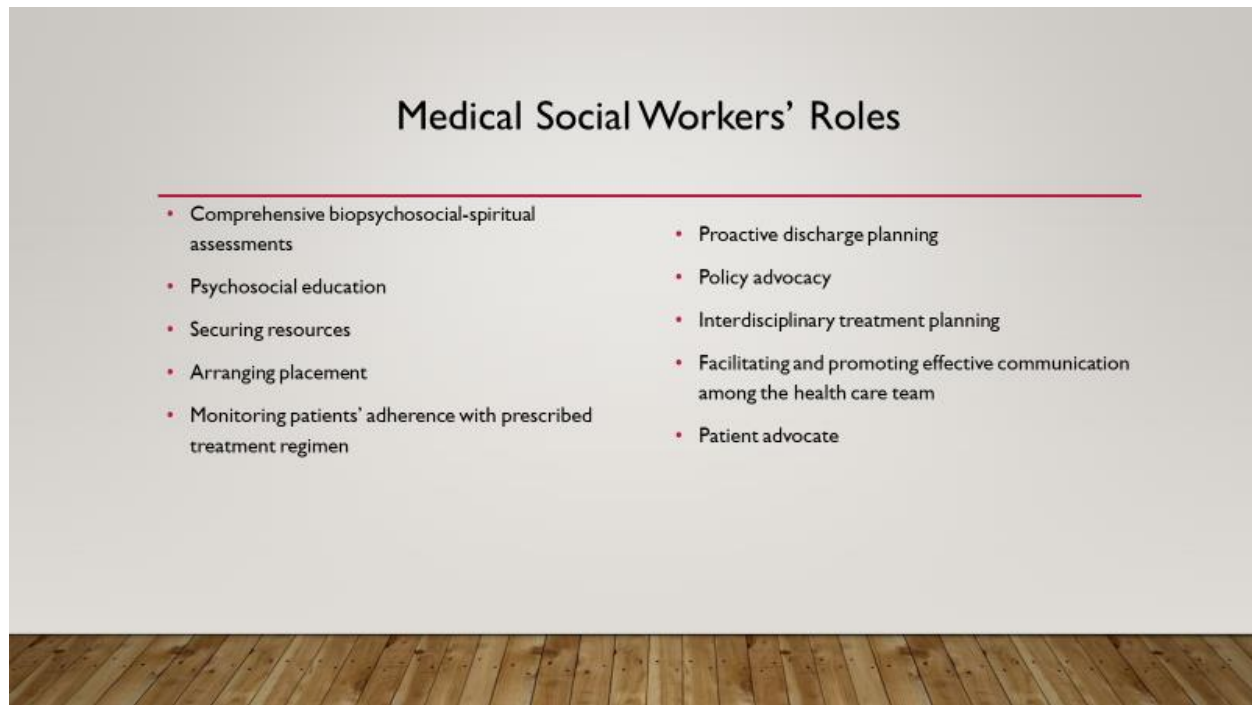 Medical Social Workers’ Roles
• Comprehensive biopsychosocial-spiritual
assessments
• Psychosocial education
• Securing resources
• Arranging placement
• Monitoring patients’ adherence with prescribed
treatment regimen
• Proactive discharge planning
• Policy advocacy
• Interdisciplinary treatment planning
• Facilitating and promoting effective communication
among the health care team
• Patient advocate